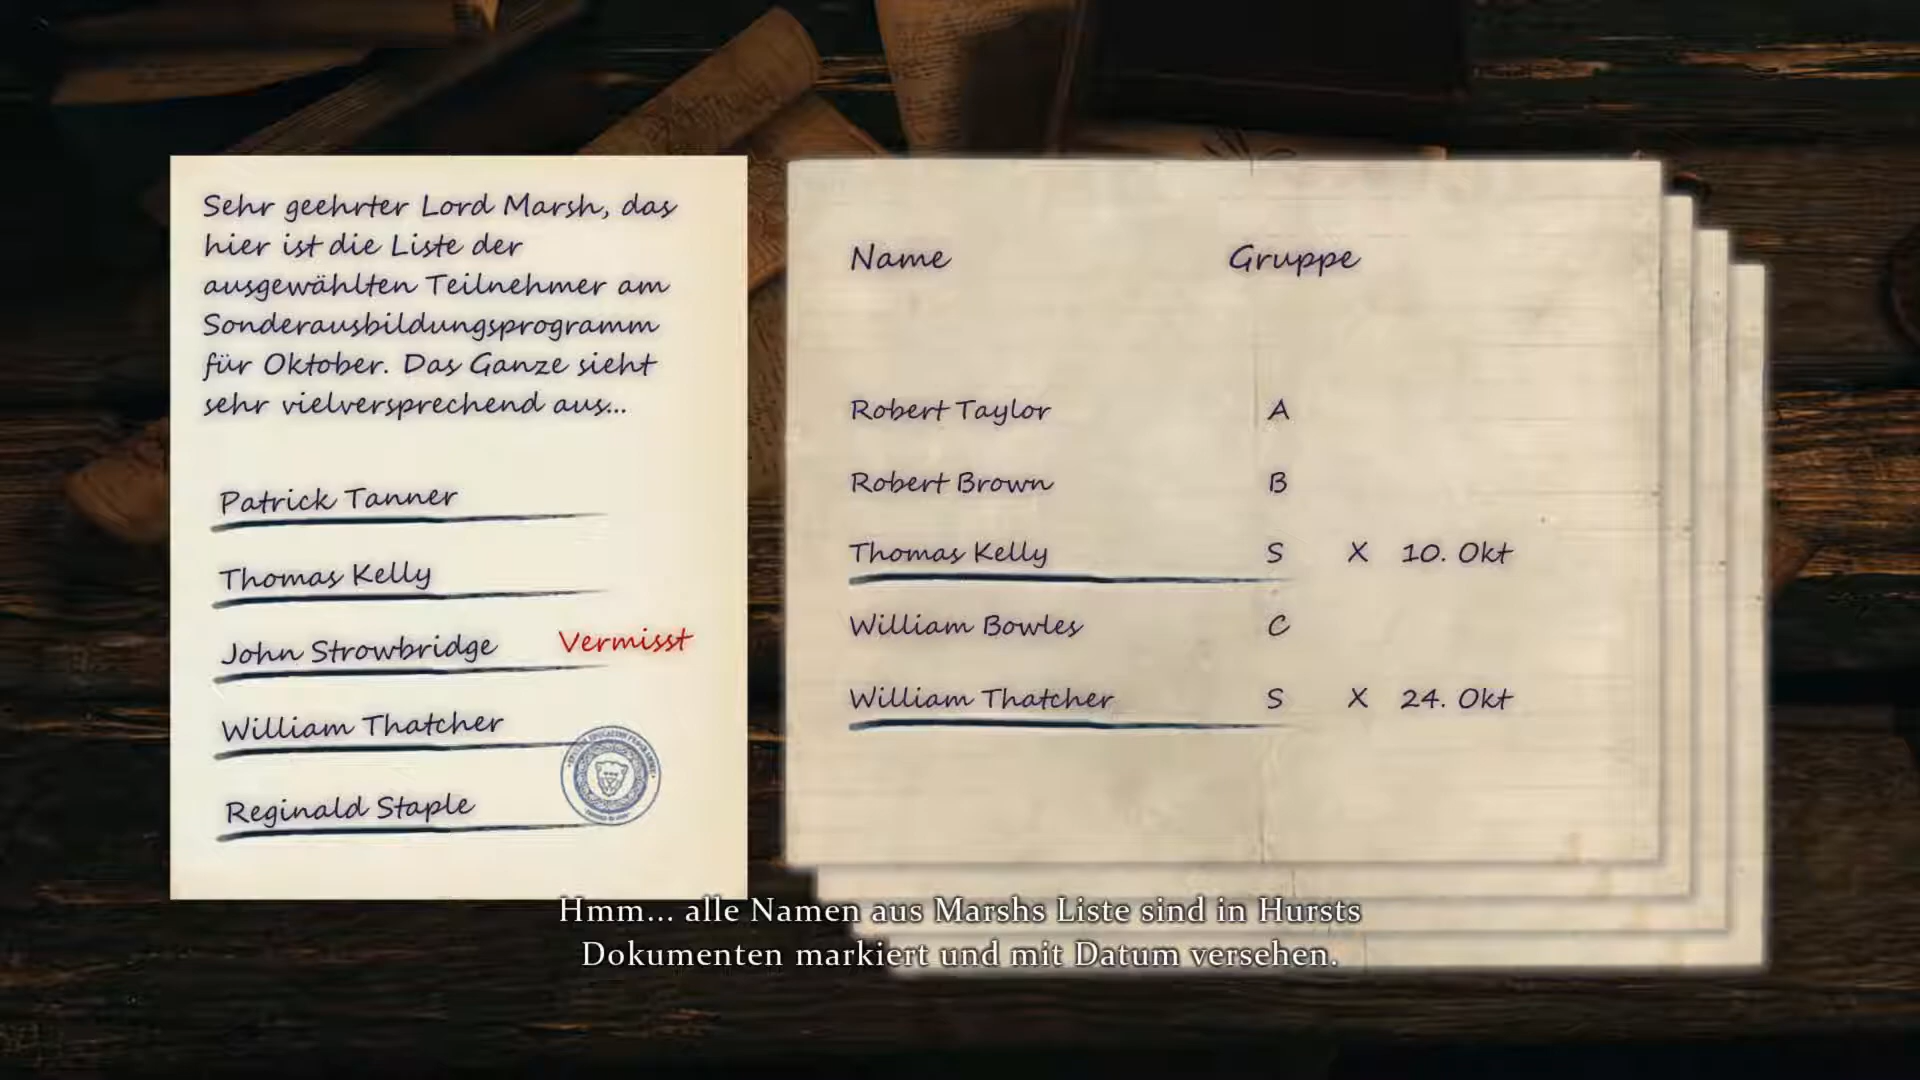 Sehr geehrter Lord Marsh, das
hier ist die Liste der
ausgewählten Teilnehmer am
Sonderausbildungsprogramm
für Oktober. Das Ganze sieht
sehr vielversprechend aus...
Patrick Tanner
Thomas Kelly
John Strowbridge Vermisst
William Thatcher
Reginald Staple
Name Gruppe
Robert Taylor A
Robert Brown B
Thomas Kelly S X 10. Okt
William Bowles C
William Thatcher S X 24. Okt
Hmm... alle Namen aus Marshs Liste sind in Hursts
Dokumenten markiert und mit Datum versehen.